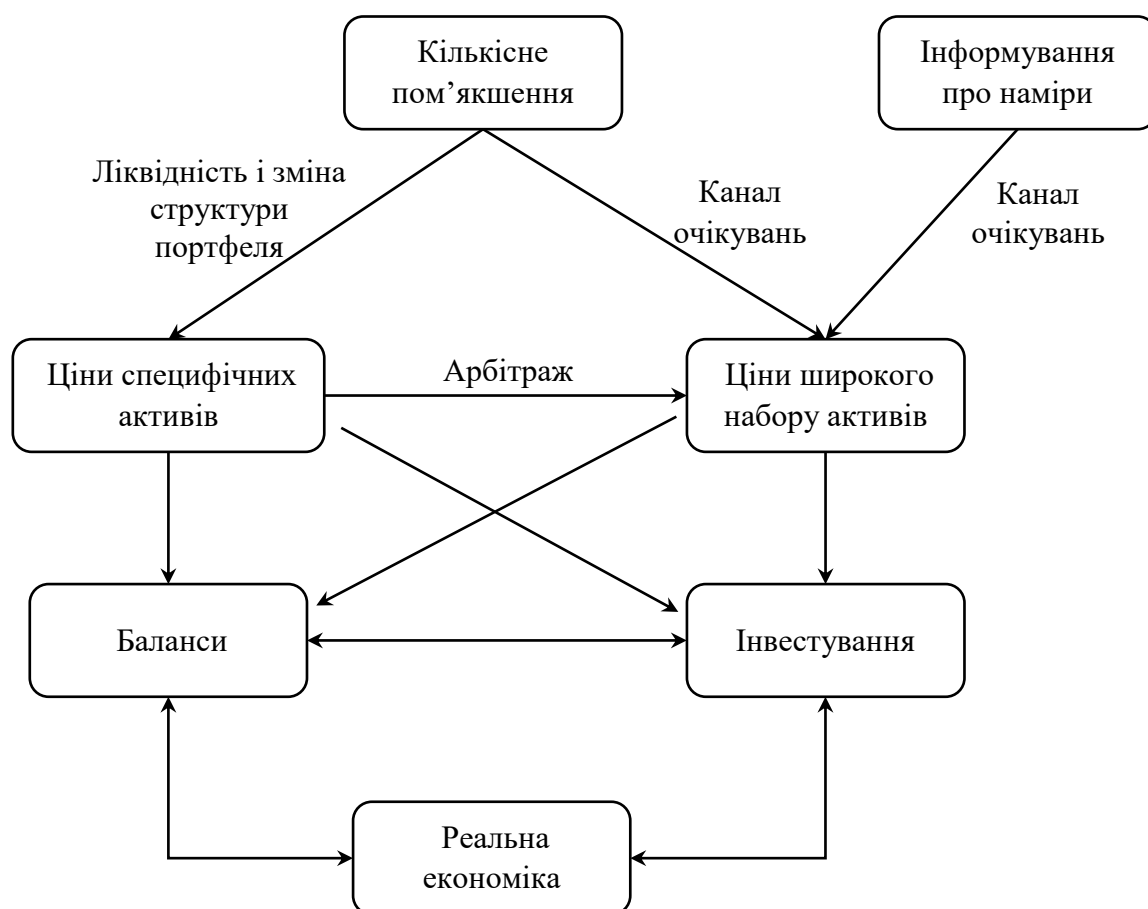 Кількісне
пом’якшення
Інформування
про наміри
Ліквідність і зміна
структури
портфеля
Канал
очікувань
Канал
очікувань
Ціни специфічних
активів
Арбітраж
Ціни широкого
набору активів
Баланси
Інвестування
Реальна
економіка